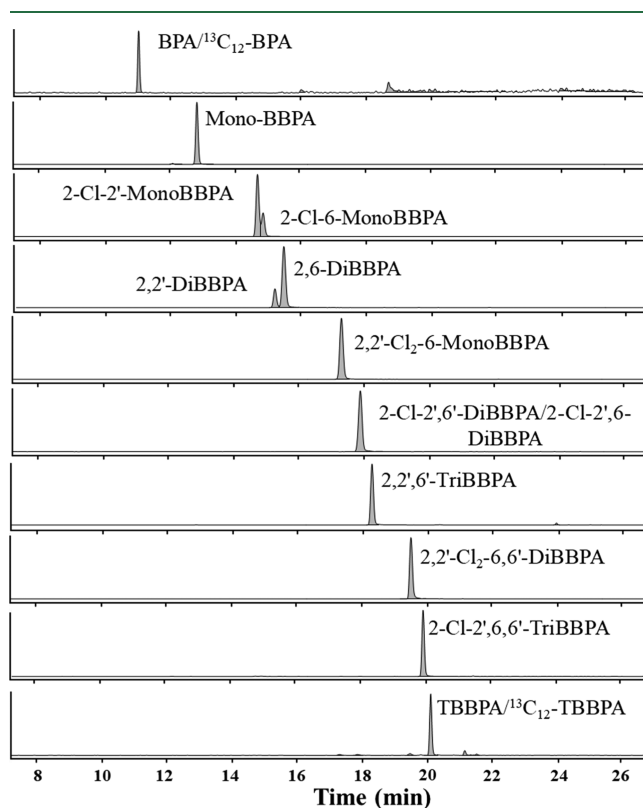 BPA/¹³C₁₂-BPA
Mono-BBPA
2-Cl-2'-MonoBBPA
2-Cl-6-MonoBBPA
2,2'-DiBBPA
2,6-DiBBPA
2,2'-Cl₂-6-MonoBBPA
2-Cl-2',6'-DiBBPA/2-Cl-2',6-
DiBBPA
2,2',6'-TriBBPA
2,2'-Cl₂-6,6'-DiBBPA
2-Cl-2',6,6'-TriBBPA
TBBPA/¹³C₁₂-TBBPA
8 10 12 14 16 18 20 22 24 26
Time (min)